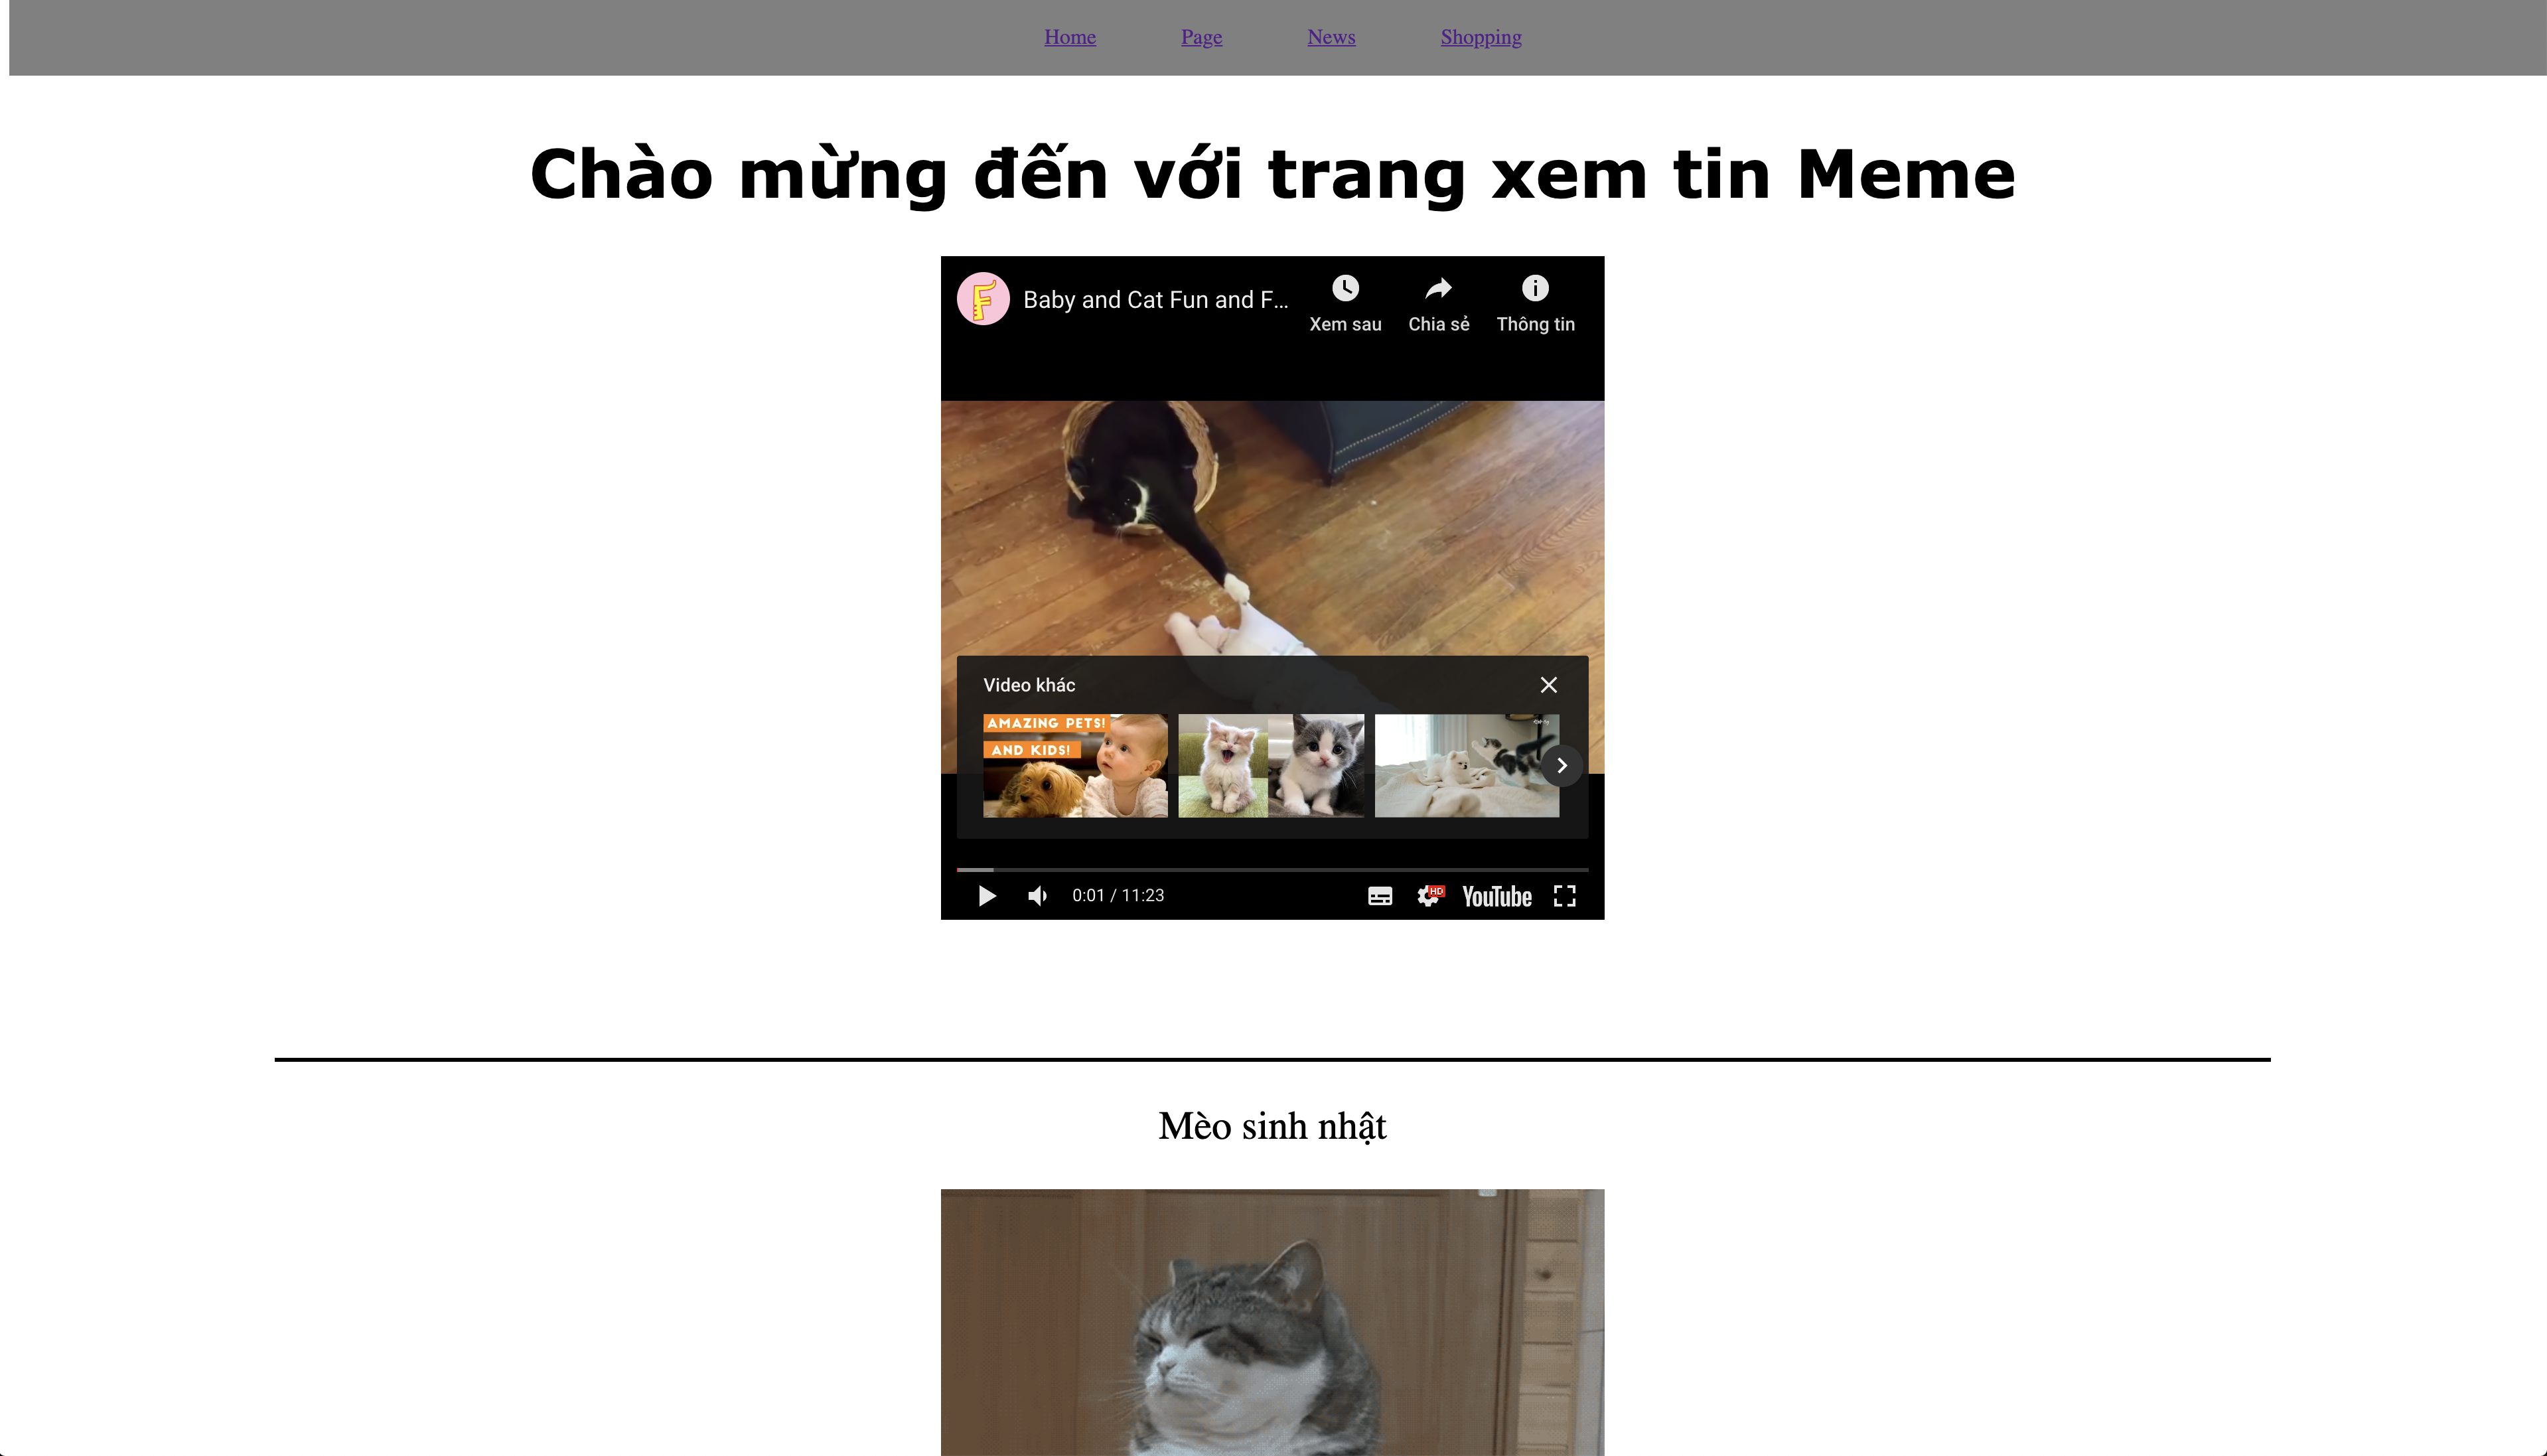 Home Page News Shopping
Chào mừng đến với trang xem tin Meme
Baby and Cat Fun and F...
Xem sau Chia sẻ Thông tin
Video khác
AMAZING PETS!
AND KIDS!
0:01 / 11:23
HD
YouTube
Mèo sinh nhật